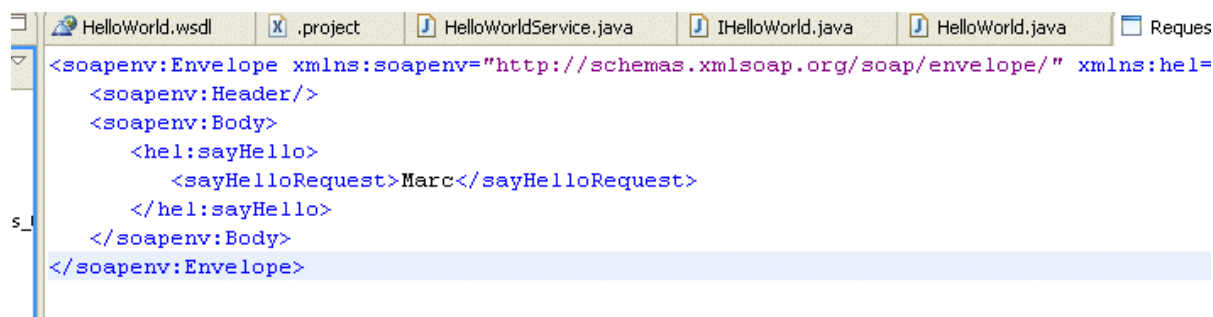 HelloWorld.wsdl .project HelloWorldService.java IHelloWorld.java HelloWorld.java Reques
<soapenv:Envelope xmlns:soapenv="http://schemas.xmlsoap.org/soap/envelope/" xmlns:hel=
<soapenv:Header/>
<soapenv:Body>
<hel:sayHello>
<sayHelloRequest>Marc</sayHelloRequest>
</hel:sayHello>
</soapenv:Body>
</soapenv:Envelope>